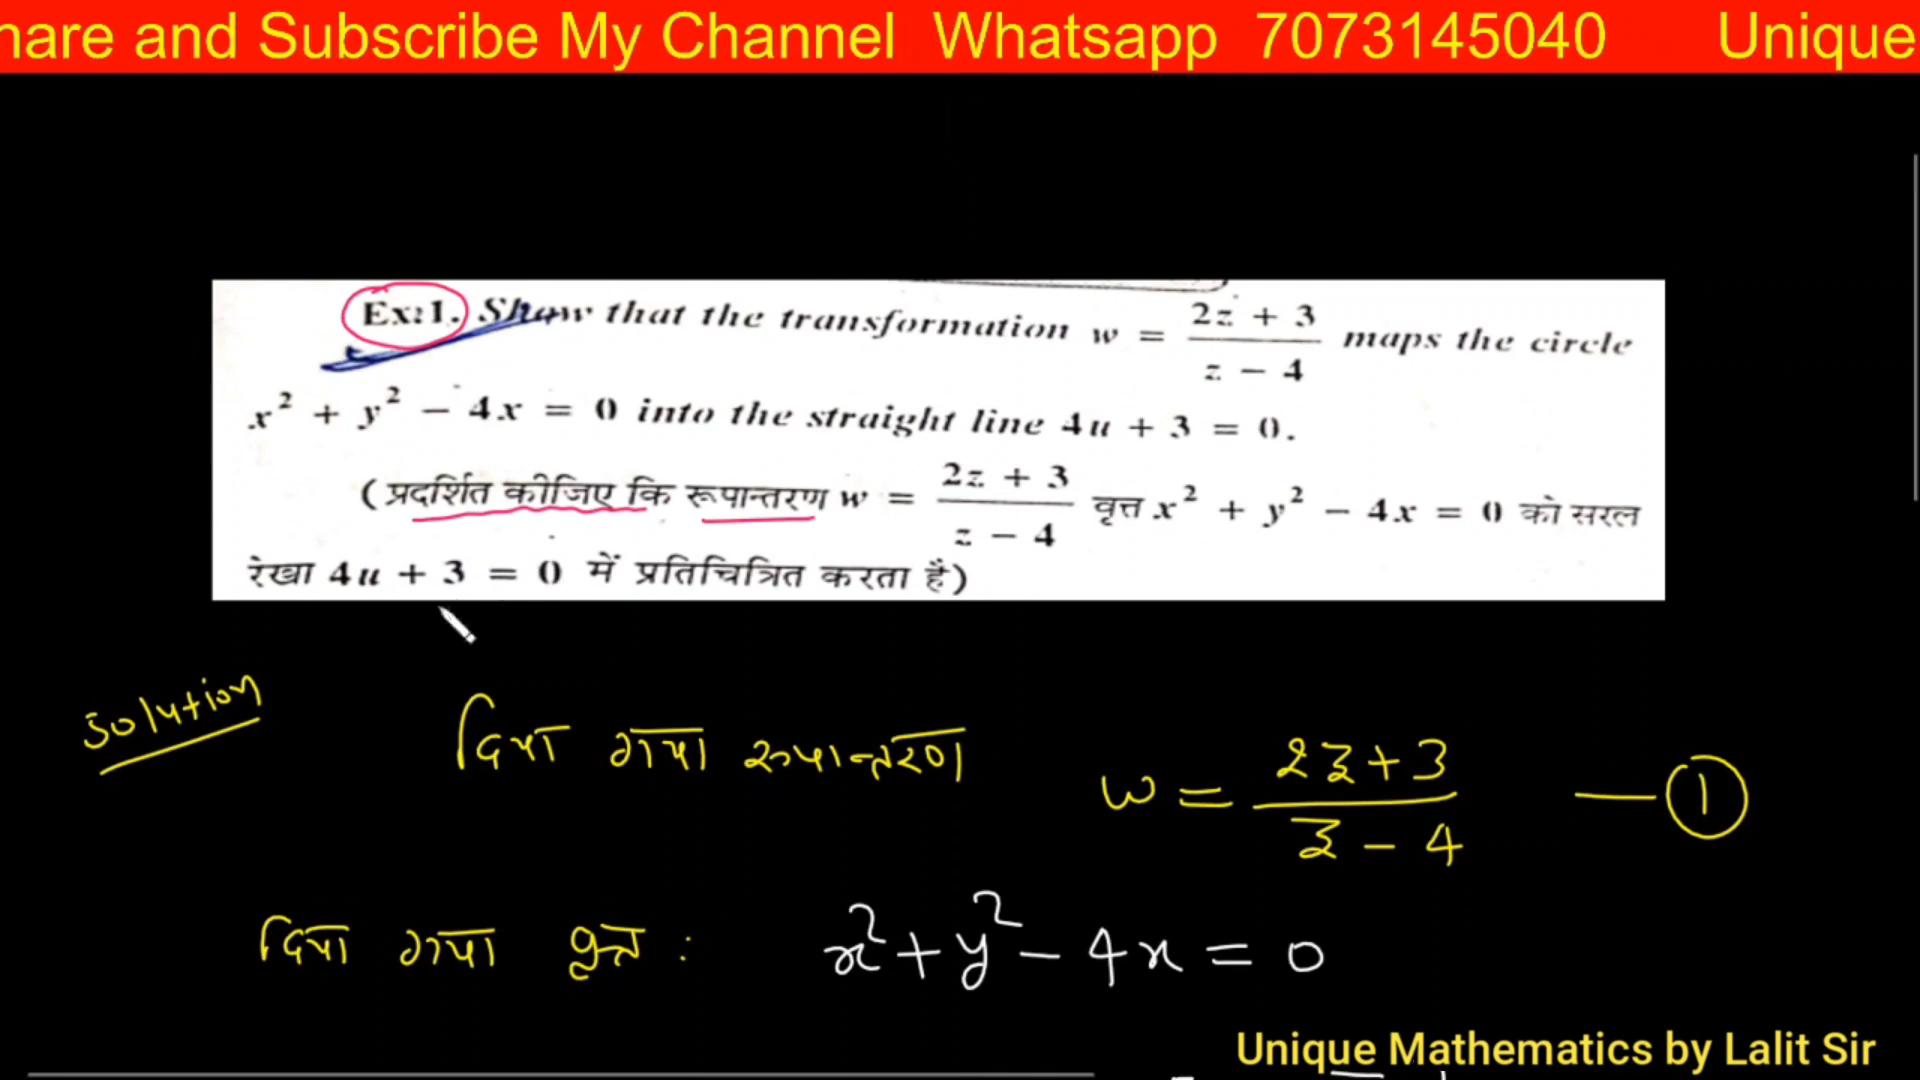 hare and Subscribe My Channel Whatsapp 7073145040 Unique
Ex:1. Show that the transformation w = (2z + 3)/(z - 4) maps the circle
x² + y² - 4x = 0 into the straight line 4u + 3 = 0.
(प्रदर्शित कीजिए कि रूपान्तरण w = (2z + 3)/(z - 4) वृत्त x² + y² - 4x = 0 को सरल
रेखा 4u + 3 = 0 में प्रतिचित्रित करता है)
Solution
दिया गया रूपान्तरण w = (2z+3)/(z-4) —①
दिया गया वृत्त : x²+y²-4x=0
Unique Mathematics by Lalit Sir